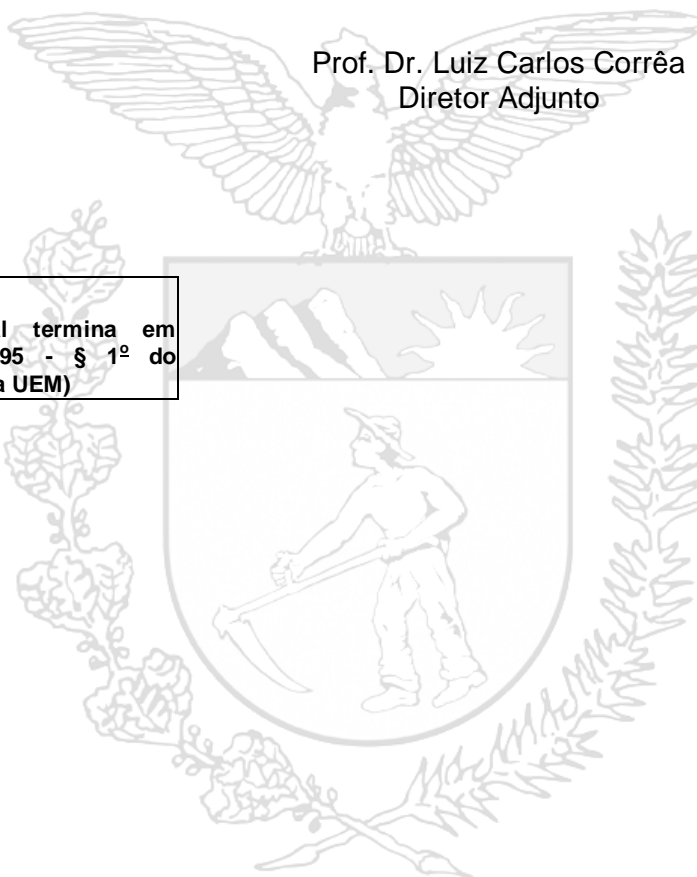 Prof. Dr. Luiz Carlos Corrêa
Diretor Adjunto
termina em
95 - § 1º do
UEM)